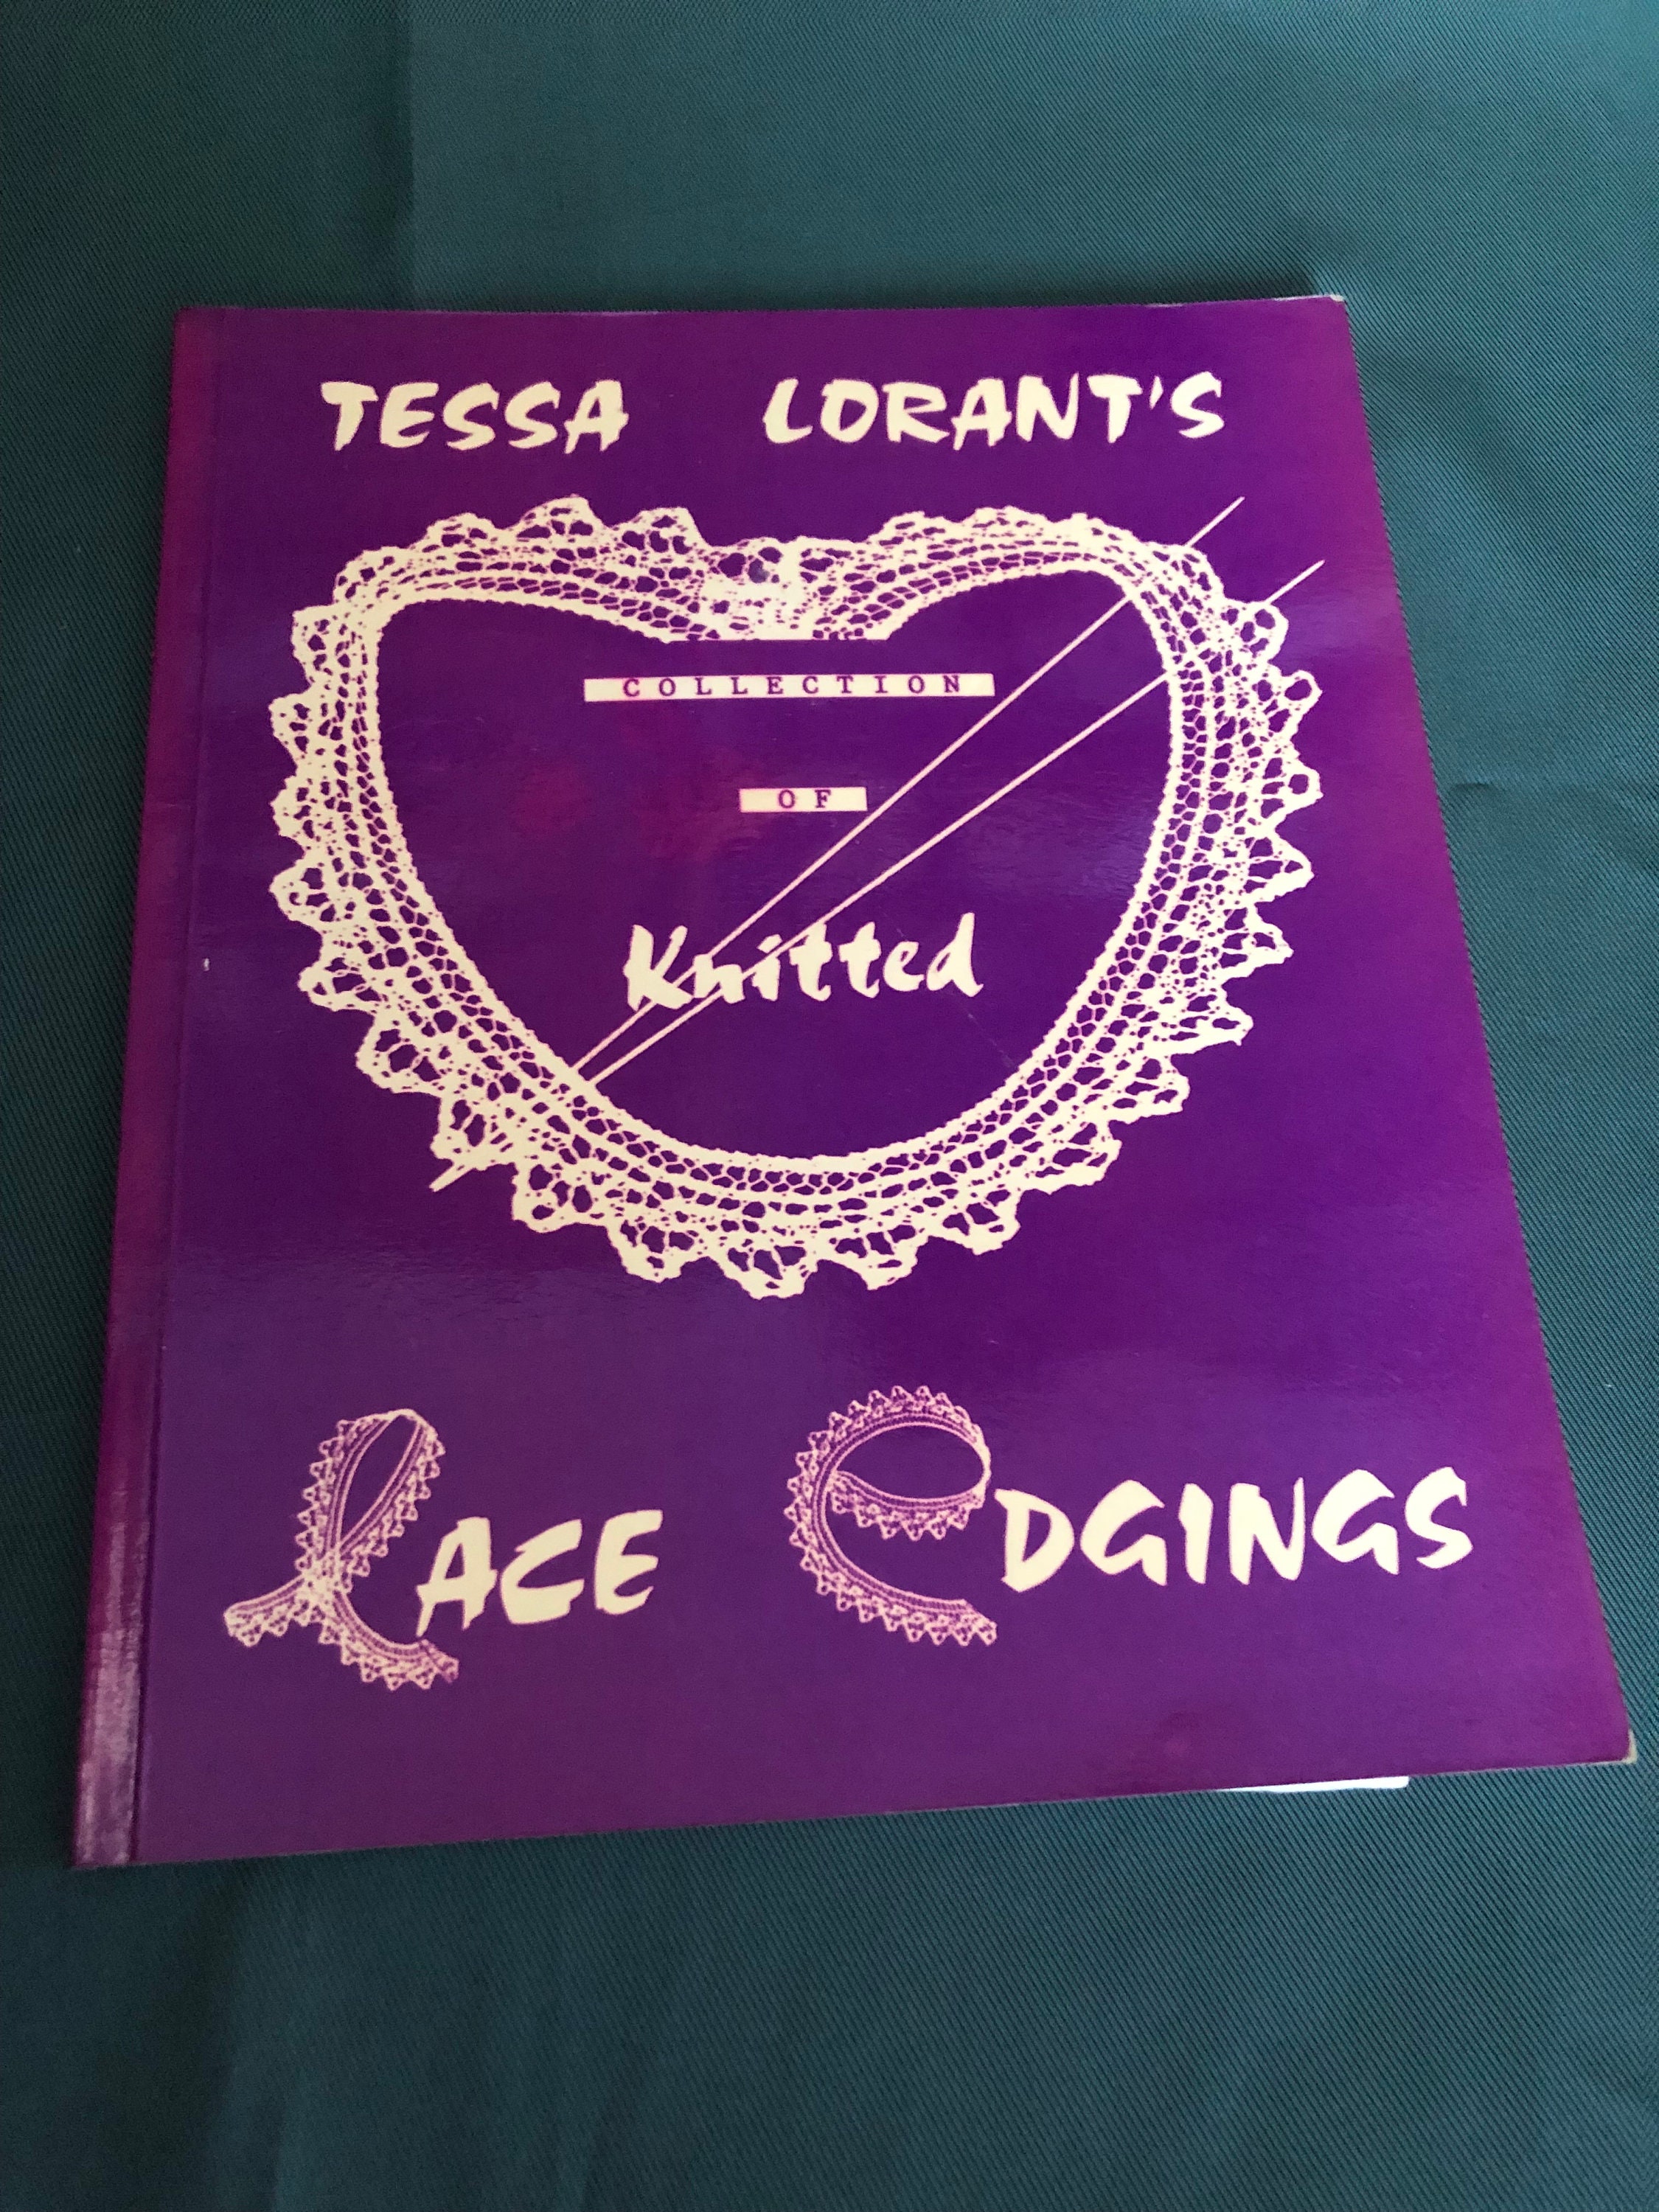 TESSA LORANT'S
COLLECTION
OF
Knitted
LACE EDGINGS